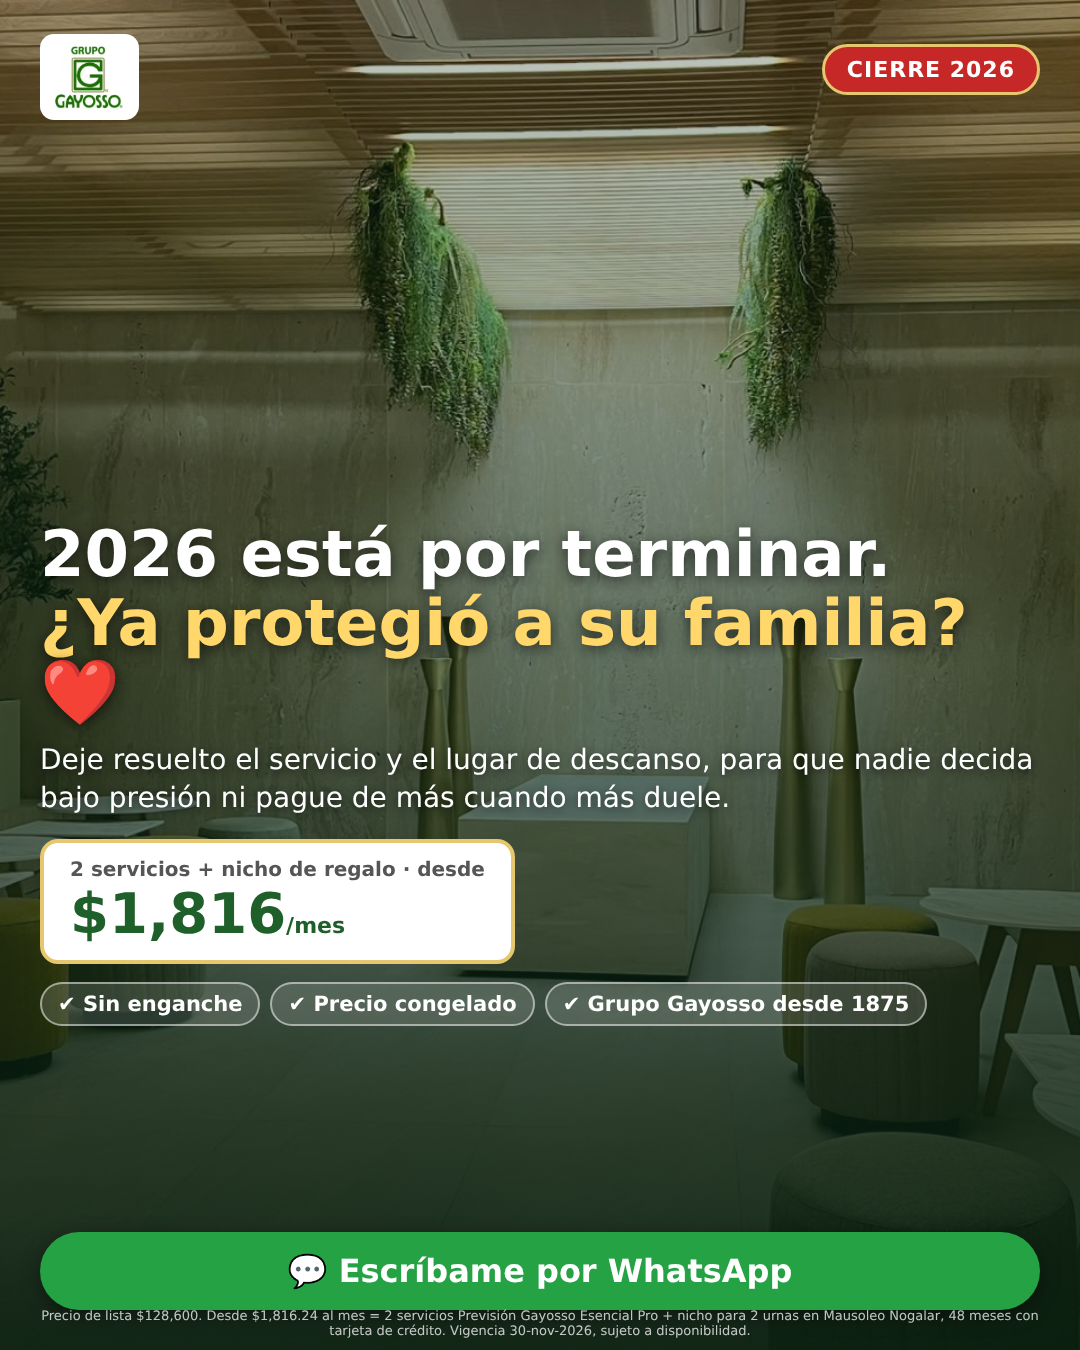 GRUPO
G
GAYOSSO
CIERRE 2026
2026 está por terminar.
¿Ya protegió a su familia?
❤️
Deje resuelto el servicio y el lugar de descanso, para que nadie decida
bajo presión ni pague de más cuando más duele.
2 servicios + nicho de regalo · desde
$1,816/mes
✔ Sin enganche
✔ Precio congelado
✔ Grupo Gayosso desde 1875
💬 Escríbame por WhatsApp
Precio de lista $128,600. Desde $1,816.24 al mes = 2 servicios Previsión Gayosso Esencial Pro + nicho para 2 urnas en Mausoleo Nogalar, 48 meses con
tarjeta de crédito. Vigencia 30-nov-2026, sujeto a disponibilidad.